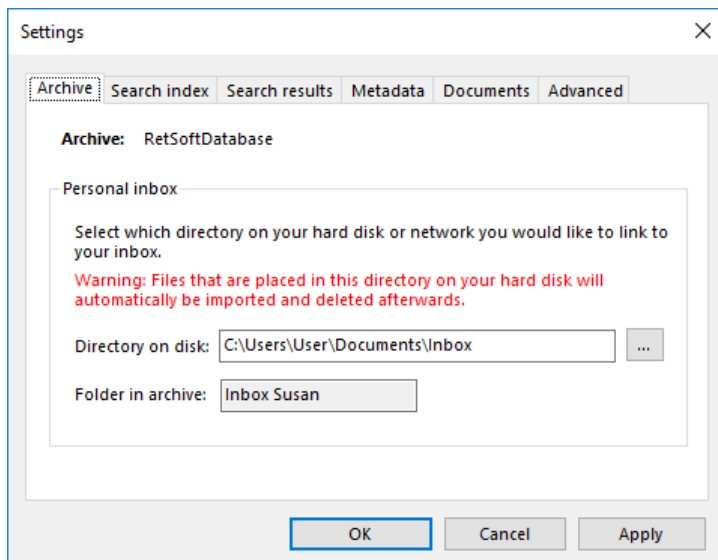 Settings
Archive Search index Search results Metadata Documents Advanced
Archive: RetSoftDatabase
Personal inbox
Select which directory on your hard disk or network you would like to link to
your inbox.
Warning: Files that are placed in this directory on your hard disk will
automatically be imported and deleted afterwards.
Directory on disk: C:\Users\User\Documents\Inbox ...
Folder in archive: Inbox Susan
OK Cancel Apply